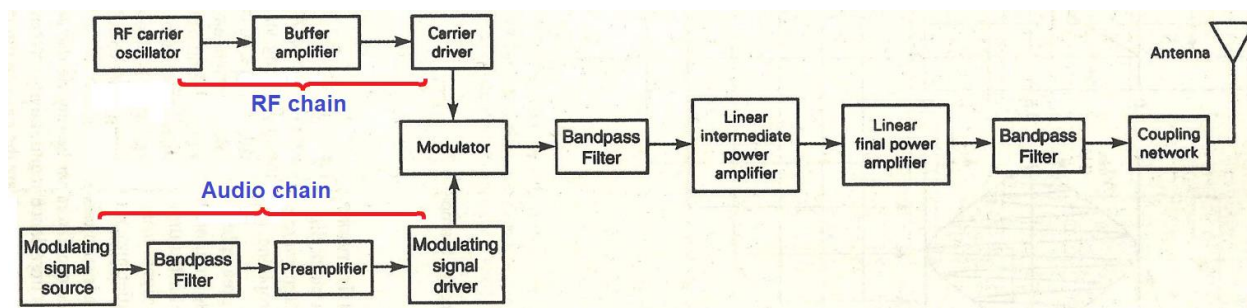 RF carrier
oscillator
Buffer
amplifier
Carrier
driver
RF chain
Antenna
Modulator
Bandpass
Filter
Linear
intermediate
power
amplifier
Linear
final power
amplifier
Bandpass
Filter
Coupling
network
Audio chain
Modulating
signal
source
Bandpass
Filter
Preamplifier
Modulating
signal
driver